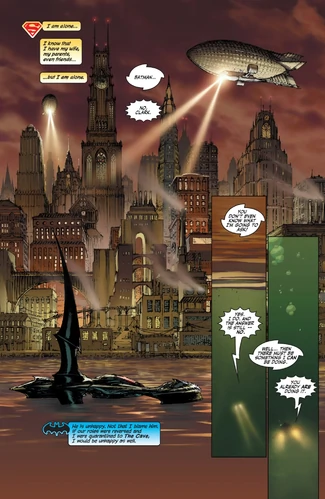 I am alone...
I know that
I have my wife,
my parents,
even friends...
...but I am alone.
BATMAN...
NO,
CLARK.
YOU
DON'T EVEN
KNOW WHAT
I'M GOING TO
ASK!
YES,
I DO. AND
THE ANSWER
IS STILL --
NO.
WELL... THEN
THERE MUST BE
SOMETHING I CAN
BE DOING.
YOU
ALREADY ARE
DOING IT.
He is unhappy. Not that I blame him.
If our roles were reversed and
I were quarantined to The Cave,
I would be unhappy as well.